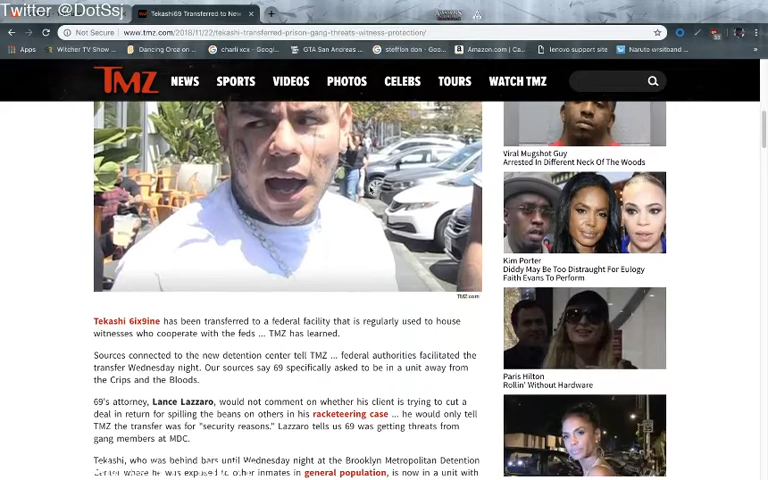 Twitter @DotSsj
Tekashi69 Transferred to New
Not Secure
www.tmz.com/2018/11/22/tekashi-transferred-prison-gang-threats-witness-protection/
Apps
Witcher TV Show ...
Dancing Orca on ...
charli xcx - Googl...
GTA San Andreas ...
stefflon don - Goo...
Amazon.com | Ca...
lenovo support site
Naruto wrsitband ...
TMZ
NEWS
SPORTS
VIDEOS
PHOTOS
CELEBS
TOURS
WATCH TMZ
TMZ.com
Tekashi 6ix9ine has been transferred to a federal facility that is regularly used to house
witnesses who cooperate with the feds ... TMZ has learned.
Sources connected to the new detention center tell TMZ ... federal authorities facilitated the
transfer Wednesday night. Our sources say 69 specifically asked to be in a unit away from
the Crips and the Bloods.
69's attorney, Lance Lazzaro, would not comment on whether his client is trying to cut a
deal in return for spilling the beans on others in his racketeering case ... he would only tell
TMZ the transfer was for "security reasons." Lazzaro tells us 69 was getting threats from
gang members at MDC.
Tekashi, who was behind bars until Wednesday night at the Brooklyn Metropolitan Detention
Center where he was exposed to other inmates in general population, is now in a unit with
Viral Mugshot Guy
Arrested In Different Neck Of The Woods
Kim Porter
Diddy May Be Too Distraught For Eulogy
Faith Evans To Perform
Paris Hilton
Rollin' Without Hardware